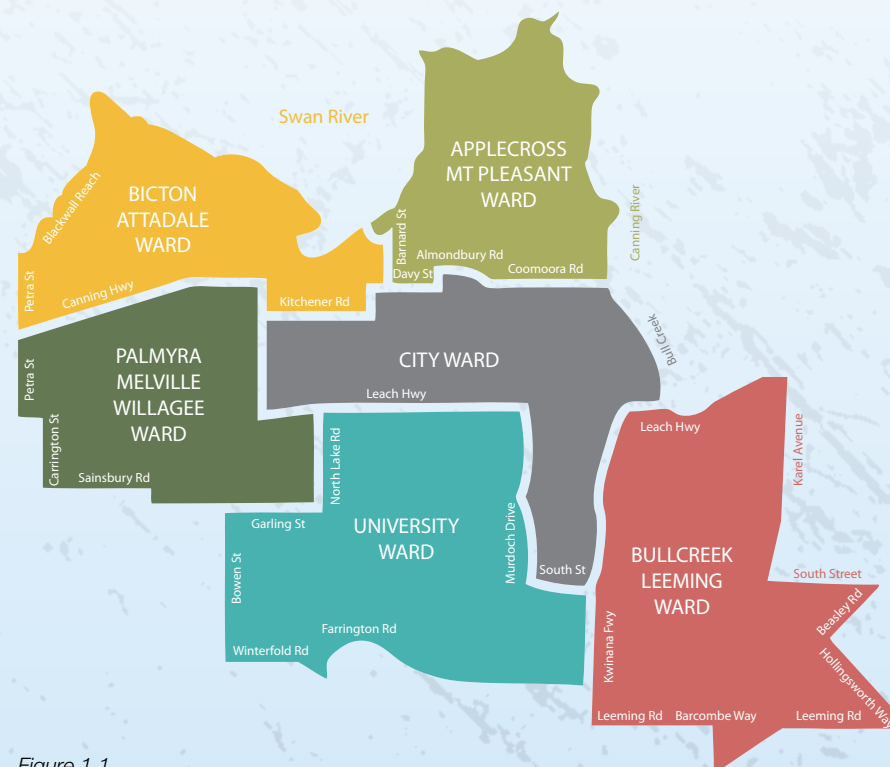 Swan River
APPLECROSS
MT PLEASANT
WARD
BICTON
ATTADALE
WARD
Blackwall Reach
Petra St
Canning Hwy
Kitchener Rd
Barnard St
Almondbury Rd
Davy St
Coomoora Rd
Canning River
PALMYRA
MELVILLE
WILLAGEE
WARD
Petra St
Carrington St
Sainsbury Rd
CITY WARD
Leach Hwy
Bull Creek
South St
North Lake Rd
Garling St
UNIVERSITY
WARD
Murdoch Drive
Bowen St
Farrington Rd
Winterfold Rd
Leach Hwy
Karel Avenue
BULLCREEK
LEEMING
WARD
South Street
Beasley Rd
Hollingsworth Way
Kwinana Fwy
Leeming Rd
Barcombe Way
Leeming Rd
Figure 1.1